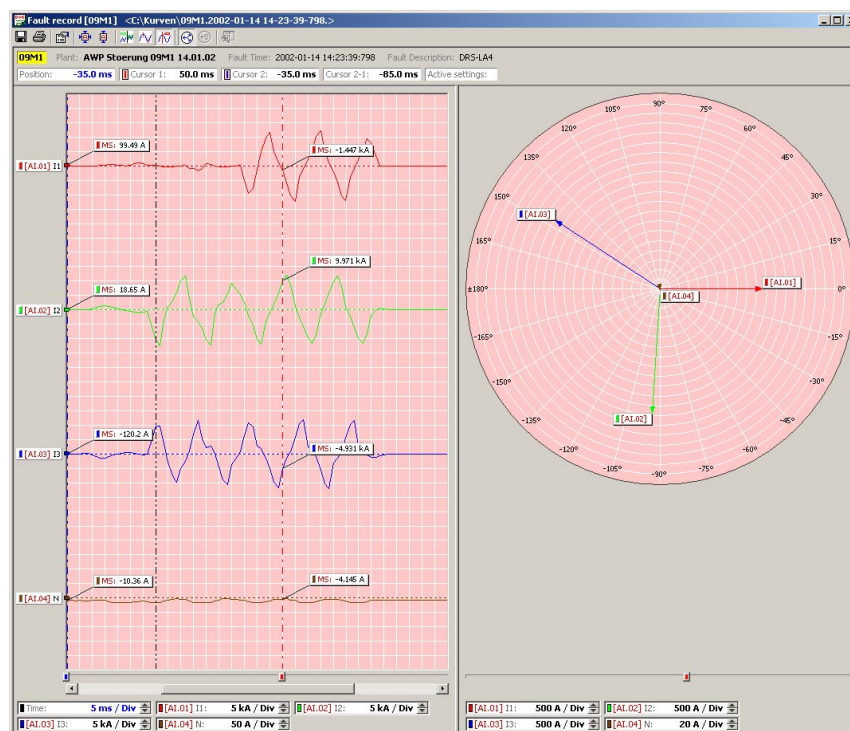 Fault record [09M1] <C:\Kurven\09M1.2002-01-14 14-23-39-798.>
09M1 Plant: AWP Stoerung 09M1 14.01.02 Fault Time: 2002-01-14 14:23:39:798 Fault Description: DRS-LA4
Position: -35.0 ms Cursor 1: 50.0 ms Cursor 2: -35.0 ms Cursor 2-1: -85.0 ms Active settings:
MS: 99.49 A
MS: -1.447 kA
[AI.01] I1
MS: 9.971 kA
MS: 18.65 A
[AI.02] I2
MS: -120.2 A
MS: -4.931 kA
[AI.03] I3
MS: -10.36 A
MS: -4.145 A
[AI.04] N
90°
105° 75°
120° 60°
135° 45°
150° 30°
165° 15°
±180° 0°
-165° -15°
-150° -30°
-135° -45°
-120° -60°
-105° -75°
-90°
[AI.03]
[AI.01]
[AI.04]
[AI.02]
Time: 5 ms / Div [AI.01] I1: 5 kA / Div [AI.02] I2: 5 kA / Div
[AI.03] I3: 5 kA / Div [AI.04] N: 50 A / Div
[AI.01] I1: 500 A / Div [AI.02] I2: 500 A / Div
[AI.03] I3: 500 A / Div [AI.04] N: 20 A / Div